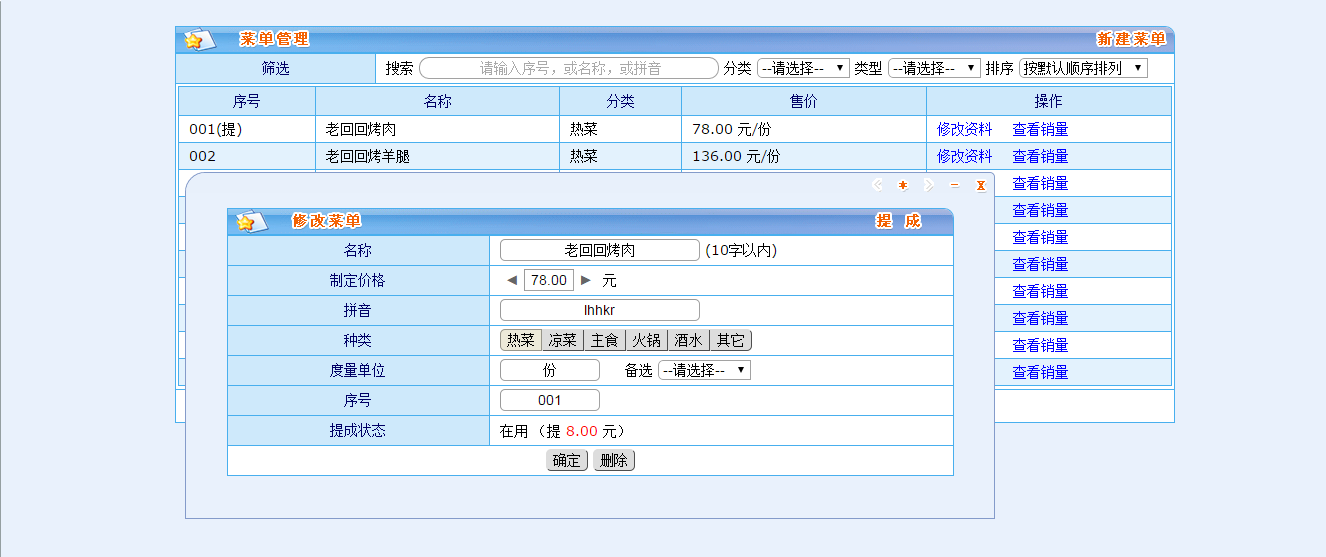 菜单管理 新建菜单
筛选 搜索 请输入序号，或名称，或拼音 分类 --请选择-- 类型 --请选择-- 排序 按默认顺序排列
序号 名称 分类 售价 操作
001(提) 老回回烤肉 热菜 78.00 元/份 修改资料 查看销量
002 老回回烤羊腿 热菜 136.00 元/份 修改资料 查看销量
查看销量
查看销量
查看销量
查看销量
查看销量
查看销量
查看销量
查看销量
修改菜单 提 成
名称 老回回烤肉 (10字以内)
制定价格 78.00 元
拼音 lhhkr
种类 热菜 凉菜 主食 火锅 酒水 其它
度量单位 份 备选 --请选择--
序号 001
提成状态 在用 （提 8.00 元）
确定 删除